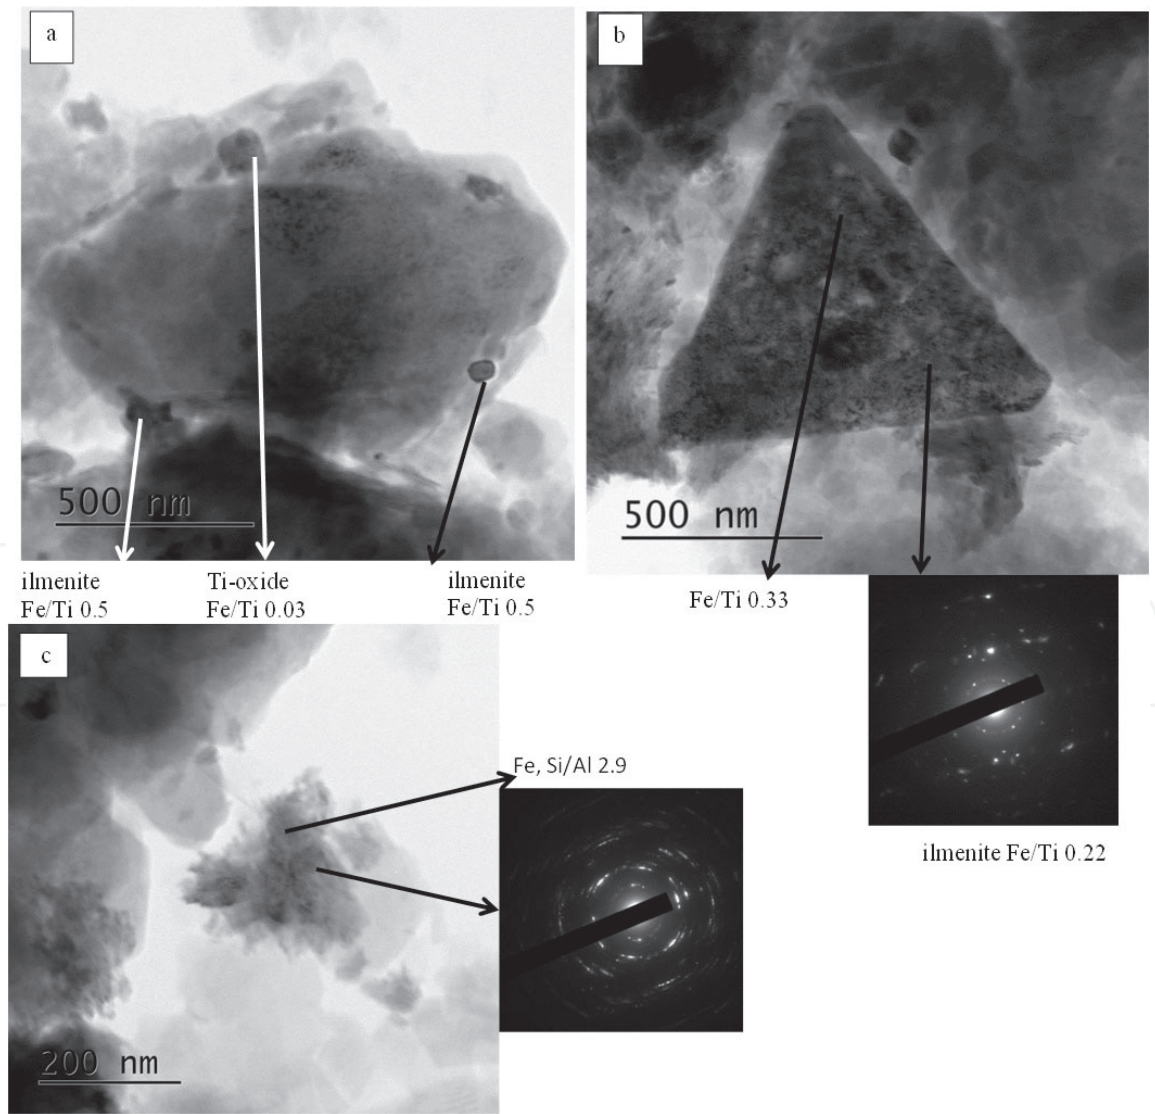 a
b
500 nm
500 nm
ilmenite
Fe/Ti 0.5
Ti-oxide
Fe/Ti 0.03
ilmenite
Fe/Ti 0.5
Fe/Ti 0.33
c
Fe, Si/Al 2.9
ilmenite Fe/Ti 0.22
200 nm